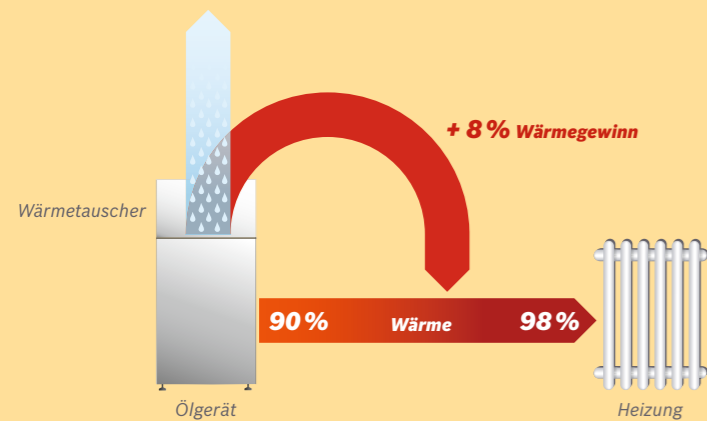 + 8 % Wärmegewinn
Wärmetauscher
90 % Wärme 98 %
Ölgerät
Heizung